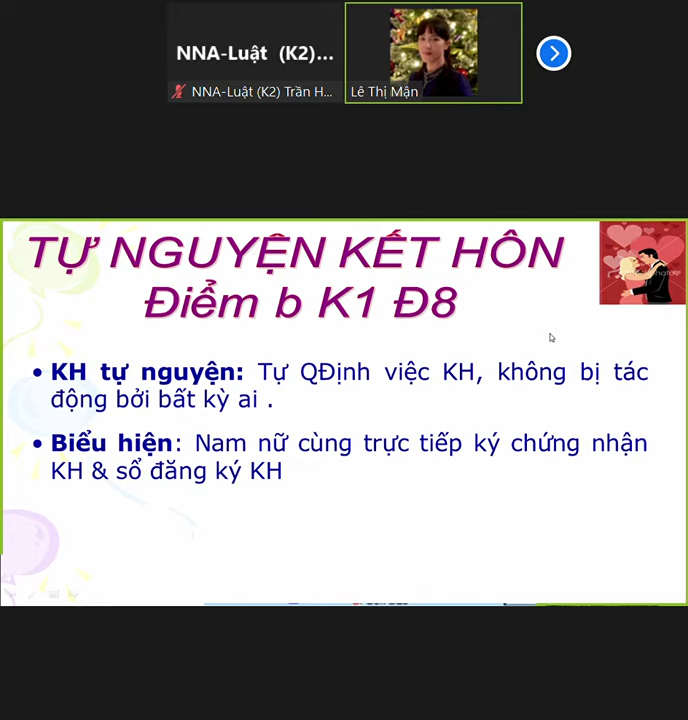 NNA-Luật (K2)...
NNA-Luật (K2) Trần H...
Lê Thị Mận
TỰ NGUYỆN KẾT HÔN
Điểm b K1 Đ8
• KH tự nguyện: Tự QĐịnh việc KH, không bị tác
động bởi bất kỳ ai .
• Biểu hiện: Nam nữ cùng trực tiếp ký chứng nhận
KH & sổ đăng ký KH